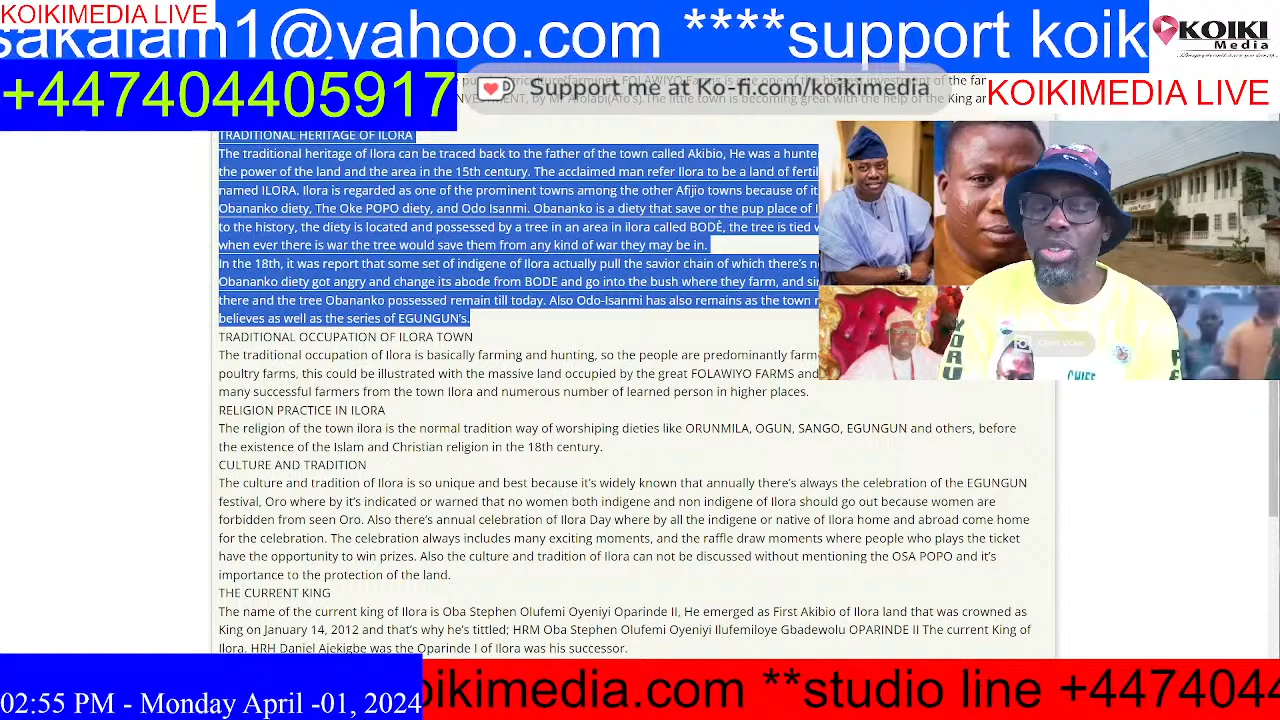 KOIKIMEDIA LIVE
sakalam1@yahoo.com ****support koik
KOIKI
Media
+447404405917
Support me at Ko-fi.com/koikimedia
KOIKIMEDIA LIVE
TRADITIONAL HERITAGE OF ILORA
The traditional heritage of Ilora can be traced back to the father of the town called Akibio, He was a hunte
the power of the land and the area in the 15th century. The acclaimed man refer Ilora to be a land of fertil
named ILORA. Ilora is regarded as one of the prominent towns among the other Afijio towns because of it
Obananko diety, The Oke POPO diety, and Odo Isanmi. Obananko is a diety that save or the pup place of I
to the history, the diety is located and possessed by a tree in an area in ilora called BODÈ, the tree is tied w
when ever there is war the tree would save them from any kind of war they may be in.
In the 18th, it was report that some set of indigene of Ilora actually pull the savior chain of which there's n
Obananko diety got angry and change its abode from BODE and go into the bush where they farm, and sin
there and the tree Obananko possessed remain till today. Also Odo-Isanmi has also remains as the town r
believes as well as the series of EGUNGUN's.
TRADITIONAL OCCUPATION OF ILORA TOWN
The traditional occupation of Ilora is basically farming and hunting, so the people are predominantly farm
poultry farms, this could be illustrated with the massive land occupied by the great FOLAWIYO FARMS and
many successful farmers from the town Ilora and numerous number of learned person in higher places.
RELIGION PRACTICE IN ILORA
The religion of the town ilora is the normal tradition way of worshiping dieties like ORUNMILA, OGUN, SANGO, EGUNGUN and others, before
the existence of the Islam and Christian religion in the 18th century.
CULTURE AND TRADITION
The culture and tradition of Ilora is so unique and best because it's widely known that annually there's always the celebration of the EGUNGUN
festival, Oro where by it's indicated or warned that no women both indigene and non indigene of Ilora should go out because women are
forbidden from seen Oro. Also there's annual celebration of Ilora Day where by all the indigene or native of Ilora home and abroad come home
for the celebration. The celebration always includes many exciting moments, and the raffle draw moments where people who plays the ticket
have the opportunity to win prizes. Also the culture and tradition of Ilora can not be discussed without mentioning the OSA POPO and it's
importance to the protection of the land.
THE CURRENT KING
The name of the current king of Ilora is Oba Stephen Olufemi Oyeniyi Oparinde II, He emerged as First Akibio of Ilora land that was crowned as
King on January 14, 2012 and that's why he's tittled; HRM Oba Stephen Olufemi Oyeniyi Ilufemiloye Gbadewolu OPARINDE II The current King of
Ilora. HRH Daniel Ajekigbe was the Oparinde I of Ilora was his successor.
02:55 PM - Monday April -01, 2024
oikimedia.com **studio line +4474044